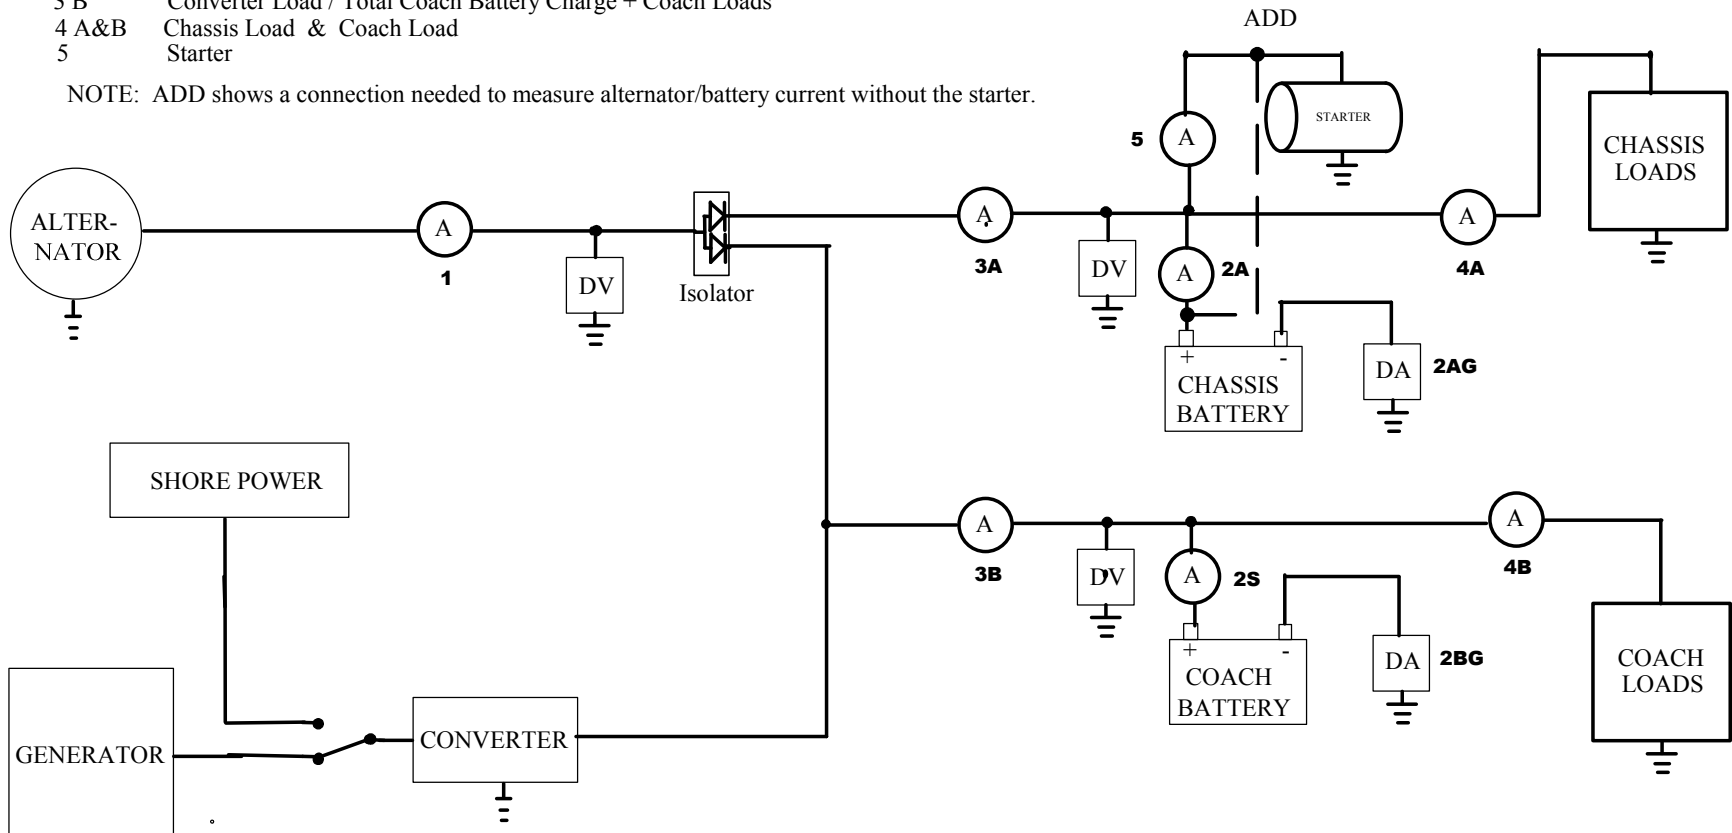 3 B Converter Load / Total Coach Battery Charge + Coach Loads
4 A&B Chassis Load & Coach Load
5 Starter
NOTE: ADD shows a connection needed to measure alternator/battery current without the starter.
ADD
5
A
STARTER
CHASSIS
LOADS
ALTER-
NATOR
A
1
DV
Isolator
A
3A
DV
A
2A
A
4A
+ -
CHASSIS
BATTERY
DA
2AG
SHORE POWER
A
3B
DV
A
2S
A
4B
+ -
COACH
BATTERY
DA
2BG
COACH
LOADS
GENERATOR
CONVERTER